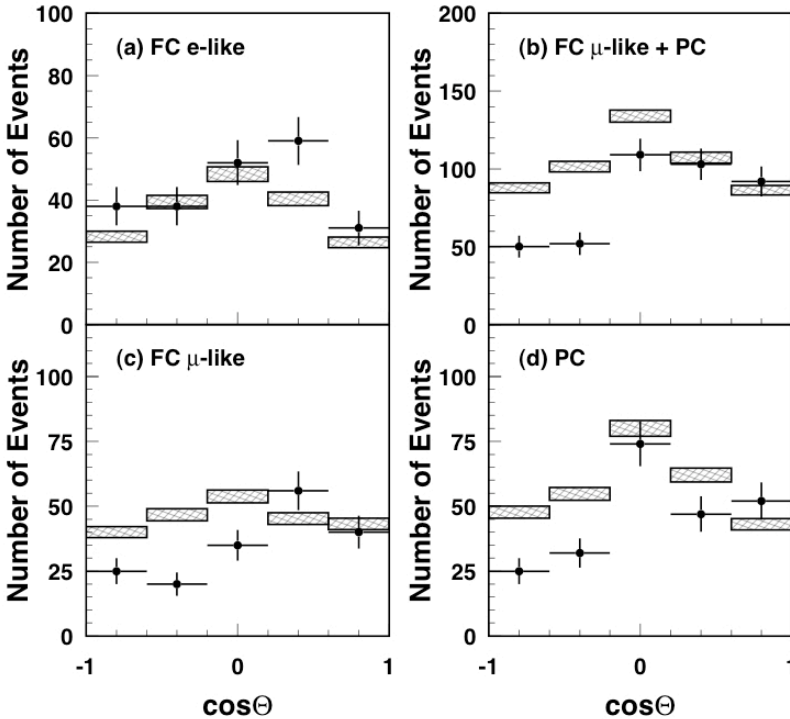 100
80
60
40
20
0
Number of Events
(a) FC e-like
200
150
100
50
0
Number of Events
(b) FC μ-like + PC
100
75
50
25
0
Number of Events
(c) FC μ-like
-1 0 1
cosΘ
100
75
50
25
0
Number of Events
(d) PC
-1 0 1
cosΘ